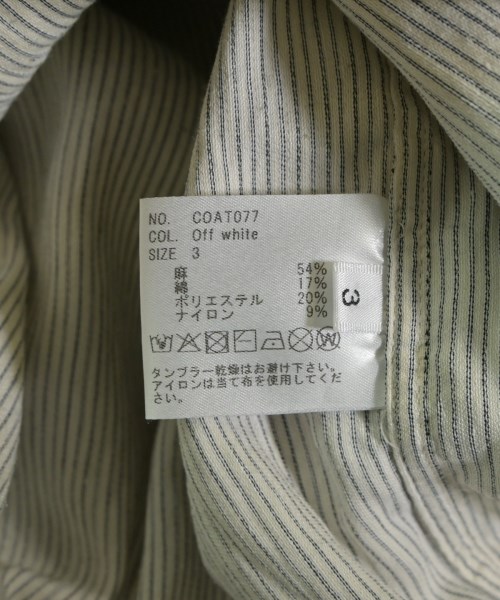 NO. COAT077
COL. Off white
SIZE 3
麻 54%
綿 17%
ポリエステル 20%
ナイロン 9%
3
タンブラー乾燥はお避け下さい。
アイロンは当て布を使用してくだ
さい。